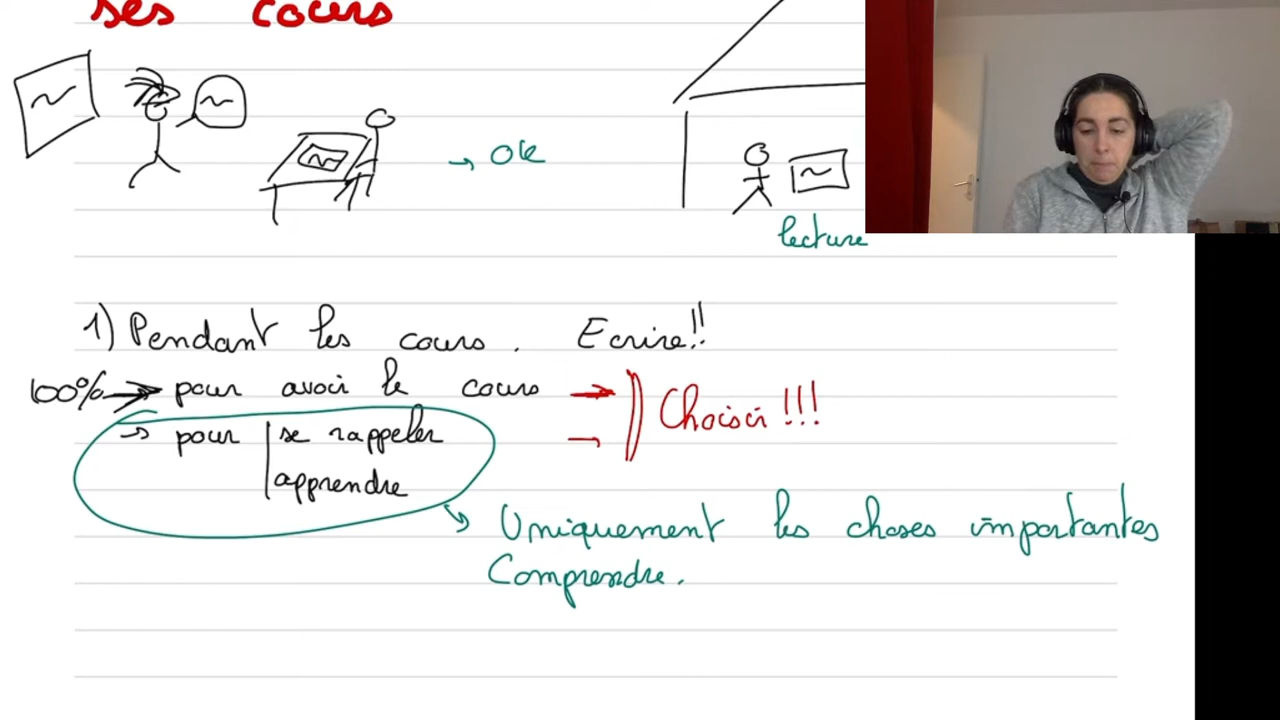 ses cours
→ Ok
lecture
1) Pendant les cours. Ecrire!!
100% → pour avoir le cours → Choisir !!!
→ pour se rappeler →
apprendre
↳ Uniquement les choses importantes
Comprendre.